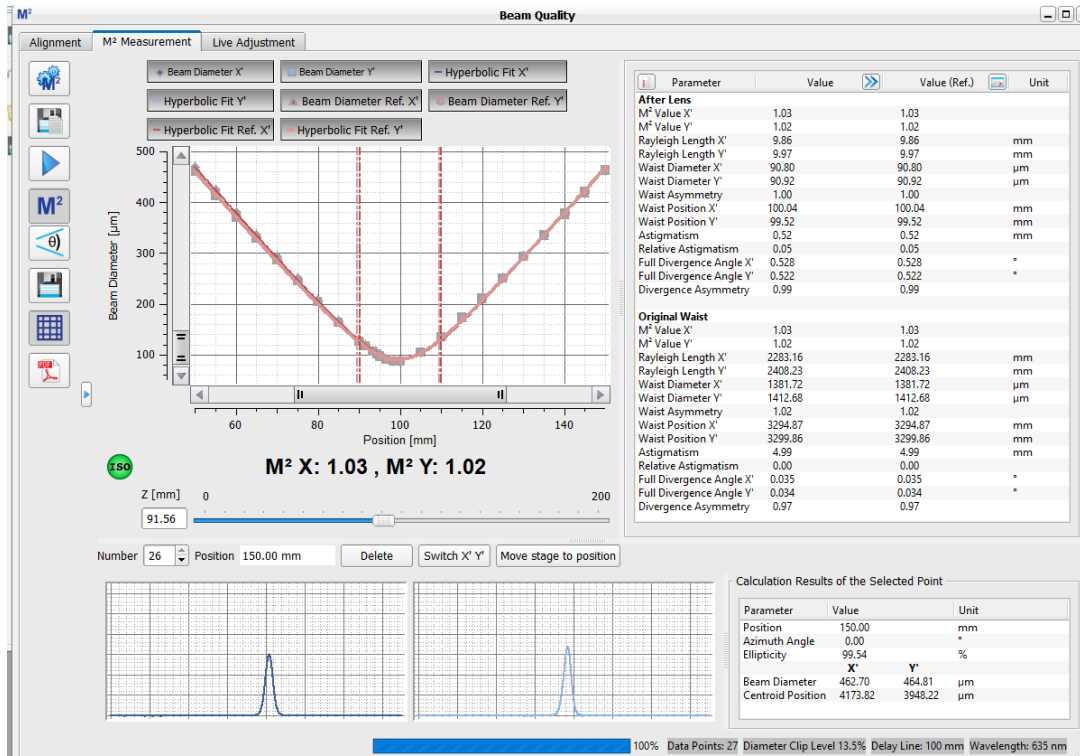 M² Beam Quality
Alignment M² Measurement Live Adjustment
Beam Diameter X' Beam Diameter Y' Hyperbolic Fit X'
Hyperbolic Fit Y' Beam Diameter Ref. X' Beam Diameter Ref. Y'
Hyperbolic Fit Ref. X' Hyperbolic Fit Ref. Y'
M²
M²
θ
PDF
Beam Diameter [µm]
500
400
300
200
100
60 80 100 120 140
Position [mm]
ISO
M² X: 1.03 , M² Y: 1.02
Z [mm] 0 200
91.56
Number 26 Position 150.00 mm Delete Switch X' Y' Move stage to position
Parameter Value Value (Ref.) Unit
After Lens
M² Value X' 1.03 1.03
M² Value Y' 1.02 1.02
Rayleigh Length X' 9.86 9.86 mm
Rayleigh Length Y' 9.97 9.97 mm
Waist Diameter X' 90.80 90.80 µm
Waist Diameter Y' 90.92 90.92 µm
Waist Asymmetry 1.00 1.00
Waist Position X' 100.04 100.04 mm
Waist Position Y' 99.52 99.52 mm
Astigmatism 0.52 0.52 mm
Relative Astigmatism 0.05 0.05
Full Divergence Angle X' 0.528 0.528 °
Full Divergence Angle Y' 0.522 0.522 °
Divergence Asymmetry 0.99 0.99
Original Waist
M² Value X' 1.03 1.03
M² Value Y' 1.02 1.02
Rayleigh Length X' 2283.16 2283.16 mm
Rayleigh Length Y' 2408.23 2408.23 mm
Waist Diameter X' 1381.72 1381.72 µm
Waist Diameter Y' 1412.68 1412.68 µm
Waist Asymmetry 1.02 1.02
Waist Position X' 3294.87 3294.87 mm
Waist Position Y' 3299.86 3299.86 mm
Astigmatism 4.99 4.99 mm
Relative Astigmatism 0.00 0.00
Full Divergence Angle X' 0.035 0.035 °
Full Divergence Angle Y' 0.034 0.034 °
Divergence Asymmetry 0.97 0.97
Calculation Results of the Selected Point
Parameter Value Unit
Position 150.00 mm
Azimuth Angle 0.00 °
Ellipticity 99.54 %
X' Y'
Beam Diameter 462.70 464.81 µm
Centroid Position 4173.82 3948.22 µm
100% Data Points: 27 Diameter Clip Level 13.5% Delay Line: 100 mm Wavelength: 635 nm